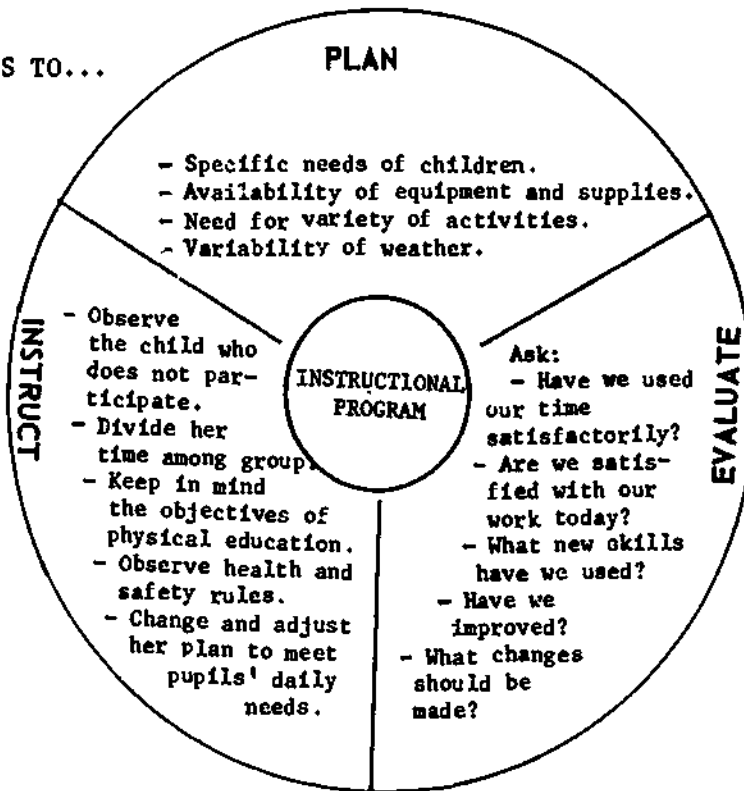 S TO...
PLAN
- Specific needs of children.
- Availability of equipment and supplies.
- Need for variety of activities.
- Variability of weather.
INSTRUCT
- Observe
the child who
does not par-
ticipate.
- Divide her
time among group.
- Keep in mind
the objectives of
physical education.
- Observe health and
safety rules.
- Change and adjust
her plan to meet
pupils' daily
needs.
INSTRUCTIONAL
PROGRAM
EVALUATE
Ask:
- Have we used
our time
satisfactorily?
- Are we satis-
fied with our
work today?
- What new skills
have we used?
- Have we
improved?
- What changes
should be
made?